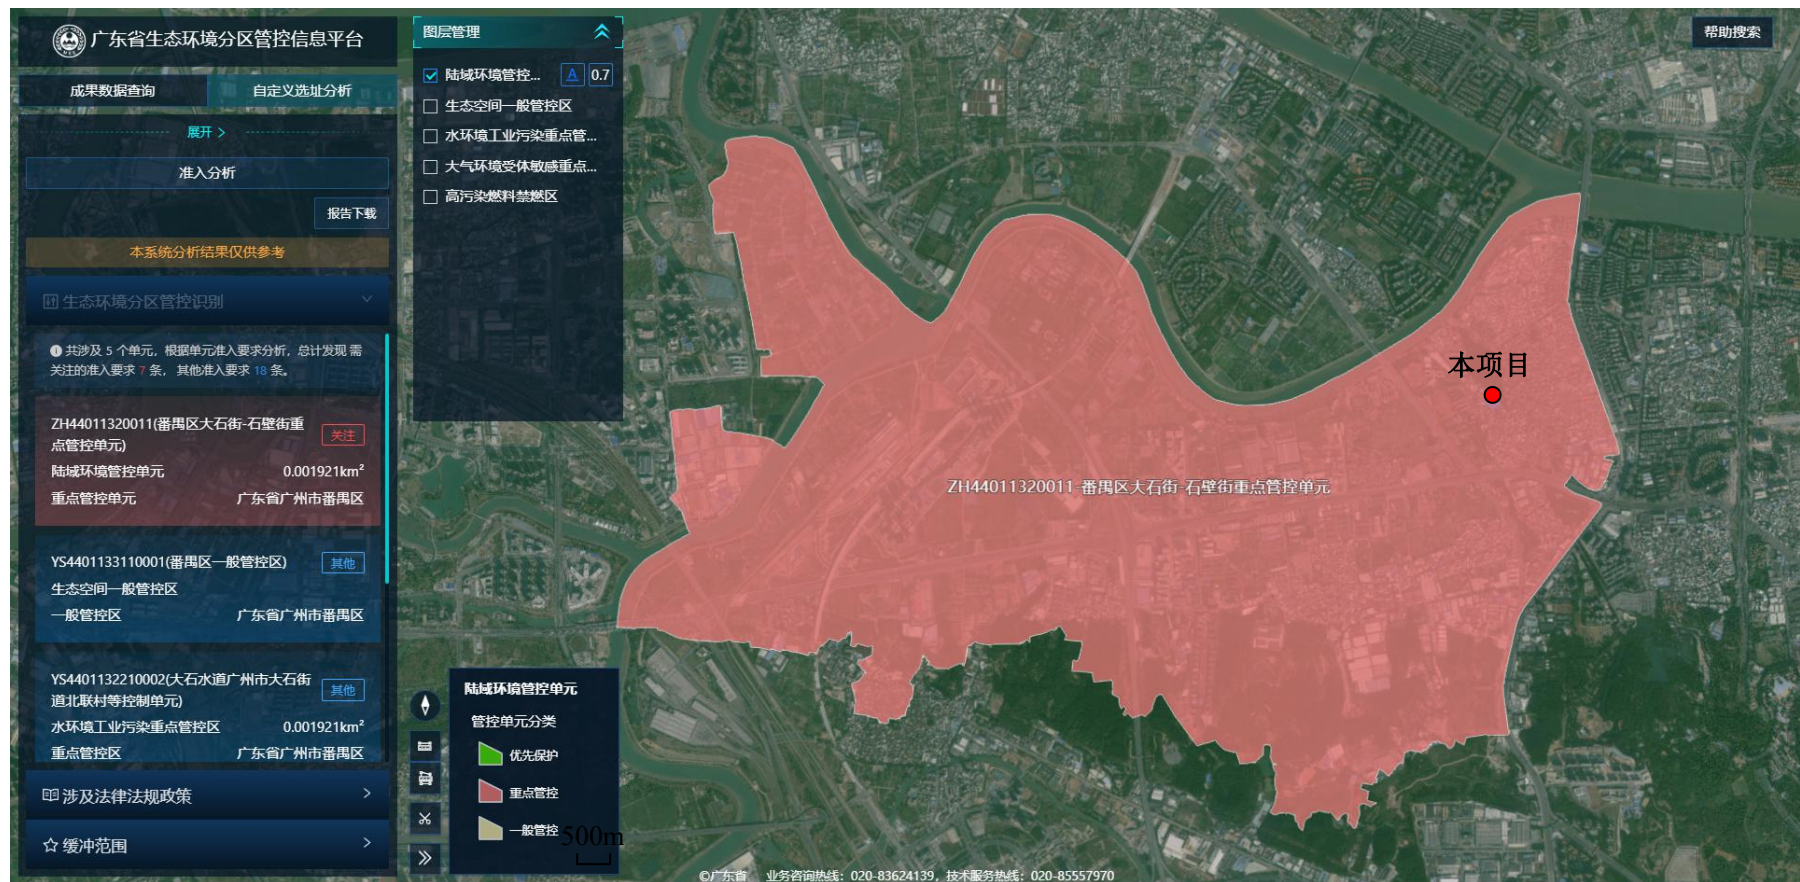 广东省生态环境分区管控信息平台
成果数据查询
自定义选址分析
展开 >
准入分析
报告下载
本系统分析结果仅供参考
生态环境分区管控识别
共涉及 5 个单元，根据单元准入要求分析，总计发现 需
关注的准入要求 7 条， 其他准入要求 18 条。
ZH44011320011(番禺区大石街-石壁街重
点管控单元)
关注
陆域环境管控单元 0.001921km²
重点管控单元 广东省广州市番禺区
YS4401133110001(番禺区一般管控区)
其他
生态空间一般管控区
一般管控区 广东省广州市番禺区
YS4401132210002(大石水道广州市大石街
道北联村等控制单元)
其他
水环境工业污染重点管控区 0.001921km²
重点管控区 广东省广州市番禺区
涉及法律法规政策
缓冲范围
图层管理
陆域环境管控... A 0.7
生态空间一般管控区
水环境工业污染重点管...
大气环境受体敏感重点...
高污染燃料禁燃区
帮助搜索
本项目
ZH44011320011-番禺区大石街-石壁街重点管控单元
陆域环境管控单元
管控单元分类
优先保护
重点管控
一般管控
500m
©广东省 业务咨询热线：020-83624139，技术服务热线：020-85557970